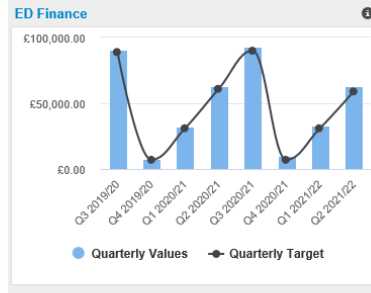 ED Finance
£100,000.00
£50,000.00
£0.00
Q3 2019/20
Q4 2019/20
Q1 2020/21
Q2 2020/21
Q3 2020/21
Q4 2020/21
Q1 2021/22
Q2 2021/22
Quarterly Values
Quarterly Target